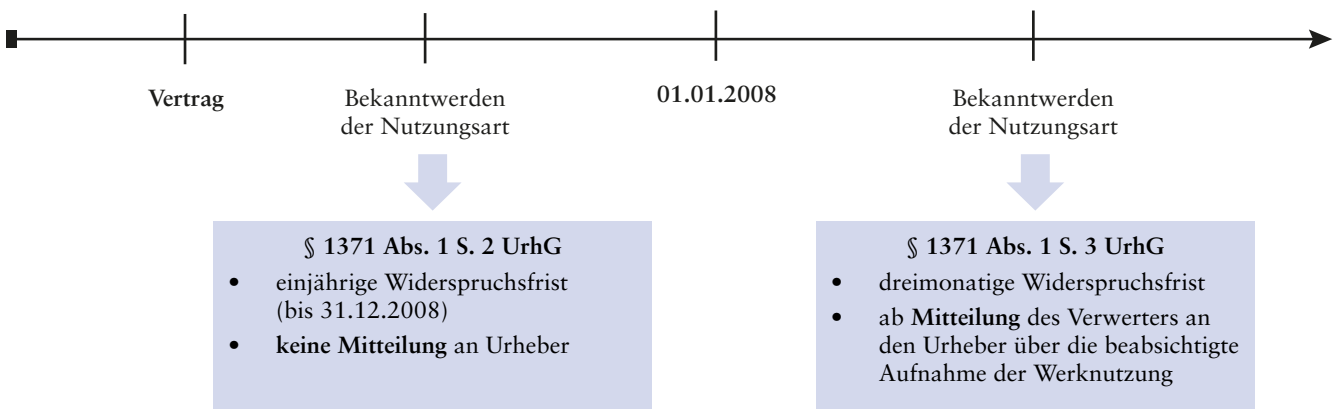 Vertrag
Bekanntwerden
der Nutzungsart
01.01.2008
Bekanntwerden
der Nutzungsart
§ 1371 Abs. 1 S. 2 UrhG
• einjährige Widerspruchsfrist
(bis 31.12.2008)
• keine Mitteilung an Urheber
§ 1371 Abs. 1 S. 3 UrhG
• dreimonatige Widerspruchsfrist
• ab Mitteilung des Verwerters an
den Urheber über die beabsichtigte
Aufnahme der Werknutzung